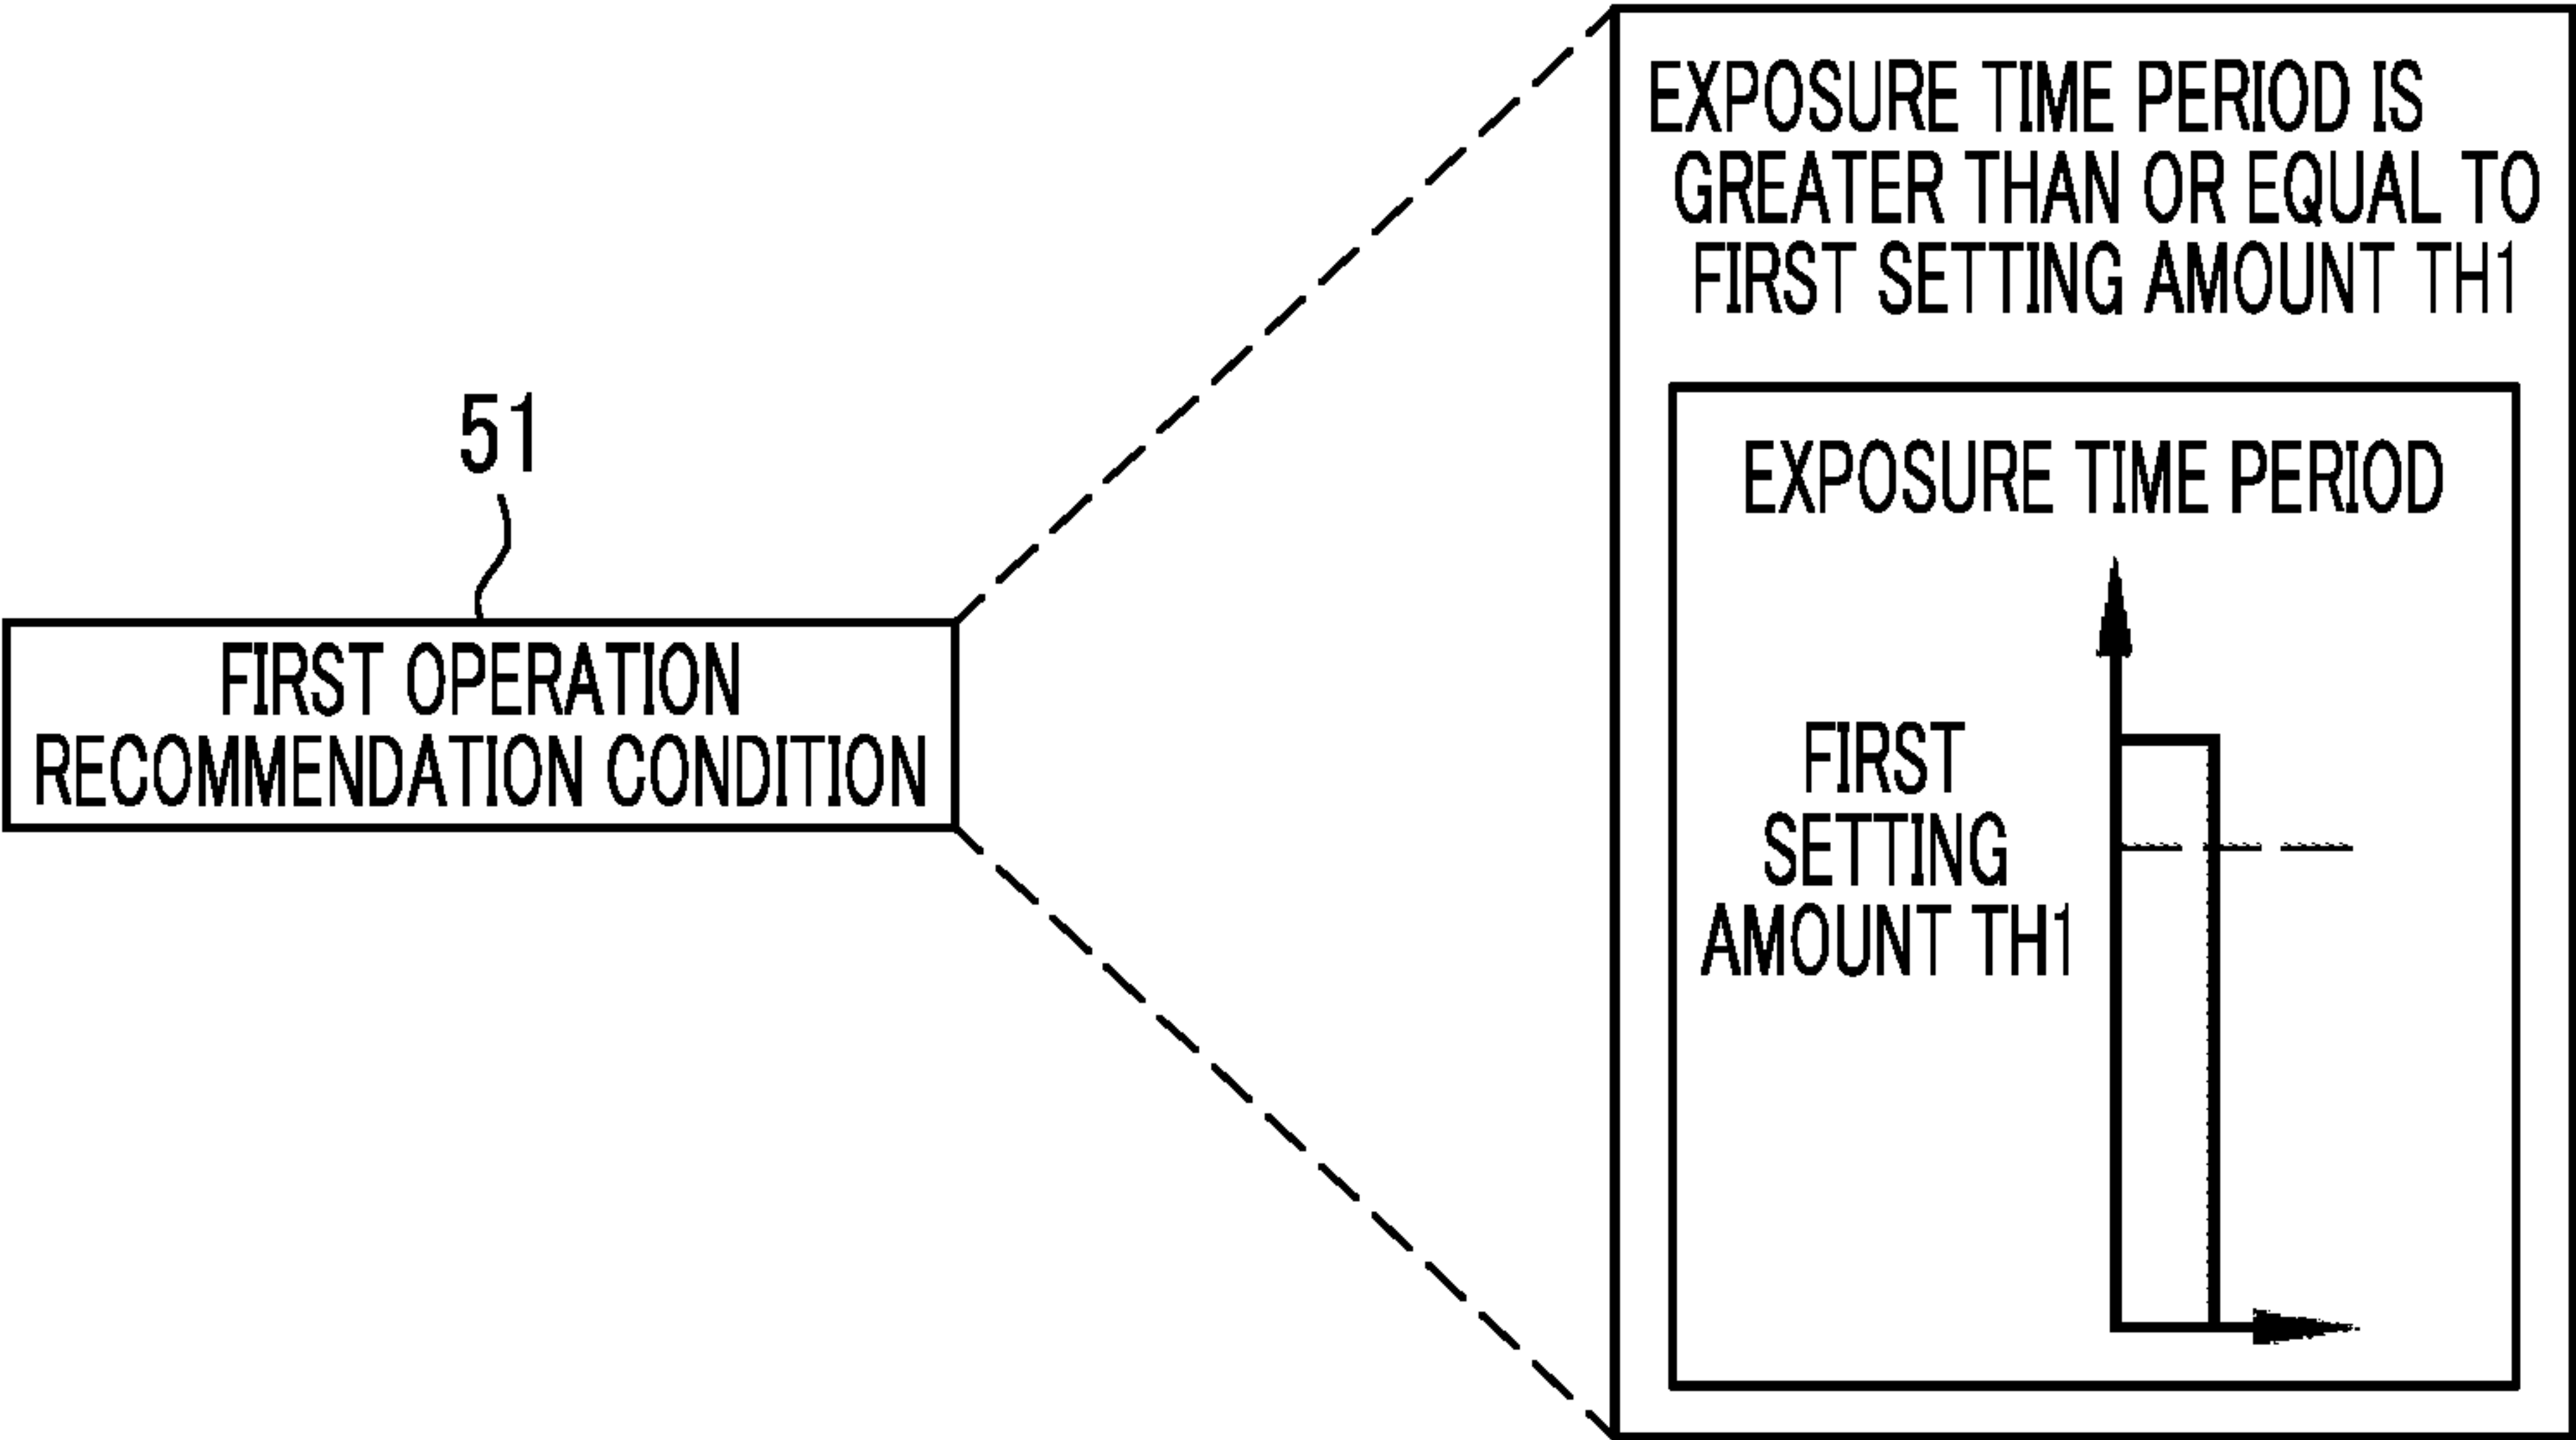 51
FIRST OPERATION
RECOMMENDATION CONDITION
EXPOSURE TIME PERIOD IS
GREATER THAN OR EQUAL TO
FIRST SETTING AMOUNT TH1
EXPOSURE TIME PERIOD
FIRST
SETTING
AMOUNT TH1